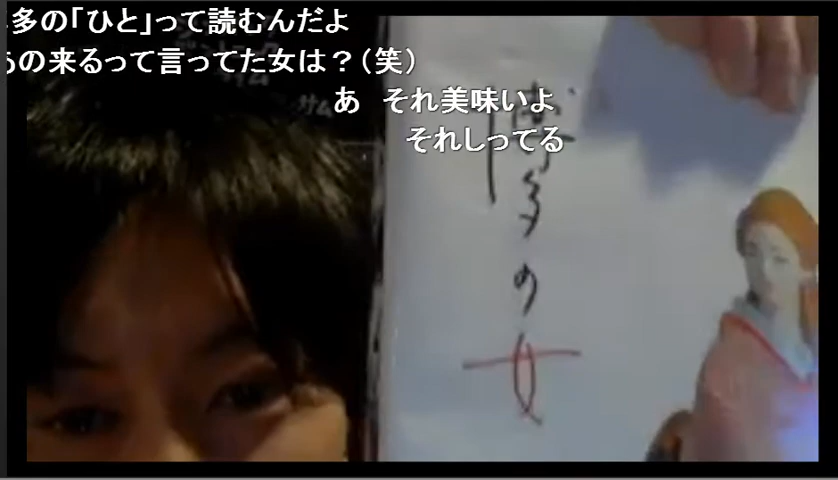 多の「ひと」って読むんだよ
あの来るって言ってた女は？（笑）
あ　それ美味いよ
それしってる
博多の女